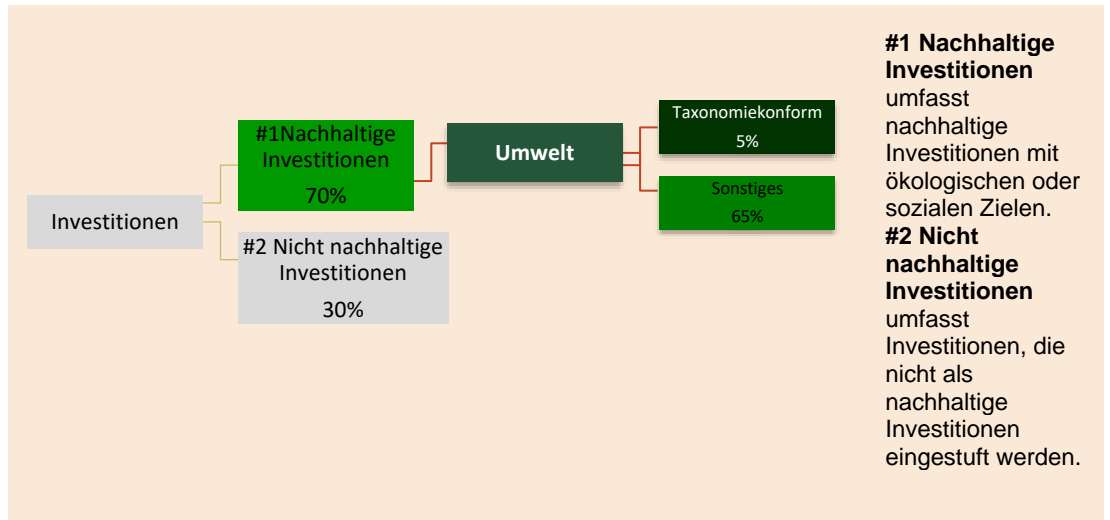 Investitionen
#1Nachhaltige
Investitionen
70%
#2 Nicht nachhaltige
Investitionen
30%
Umwelt
Taxonomiekonform
5%
Sonstiges
65%
#1 Nachhaltige
Investitionen
umfasst
nachhaltige
Investitionen mit
ökologischen oder
sozialen Zielen.
#2 Nicht
nachhaltige
Investitionen
umfasst
Investitionen, die
nicht als
nachhaltige
Investitionen
eingestuft werden.